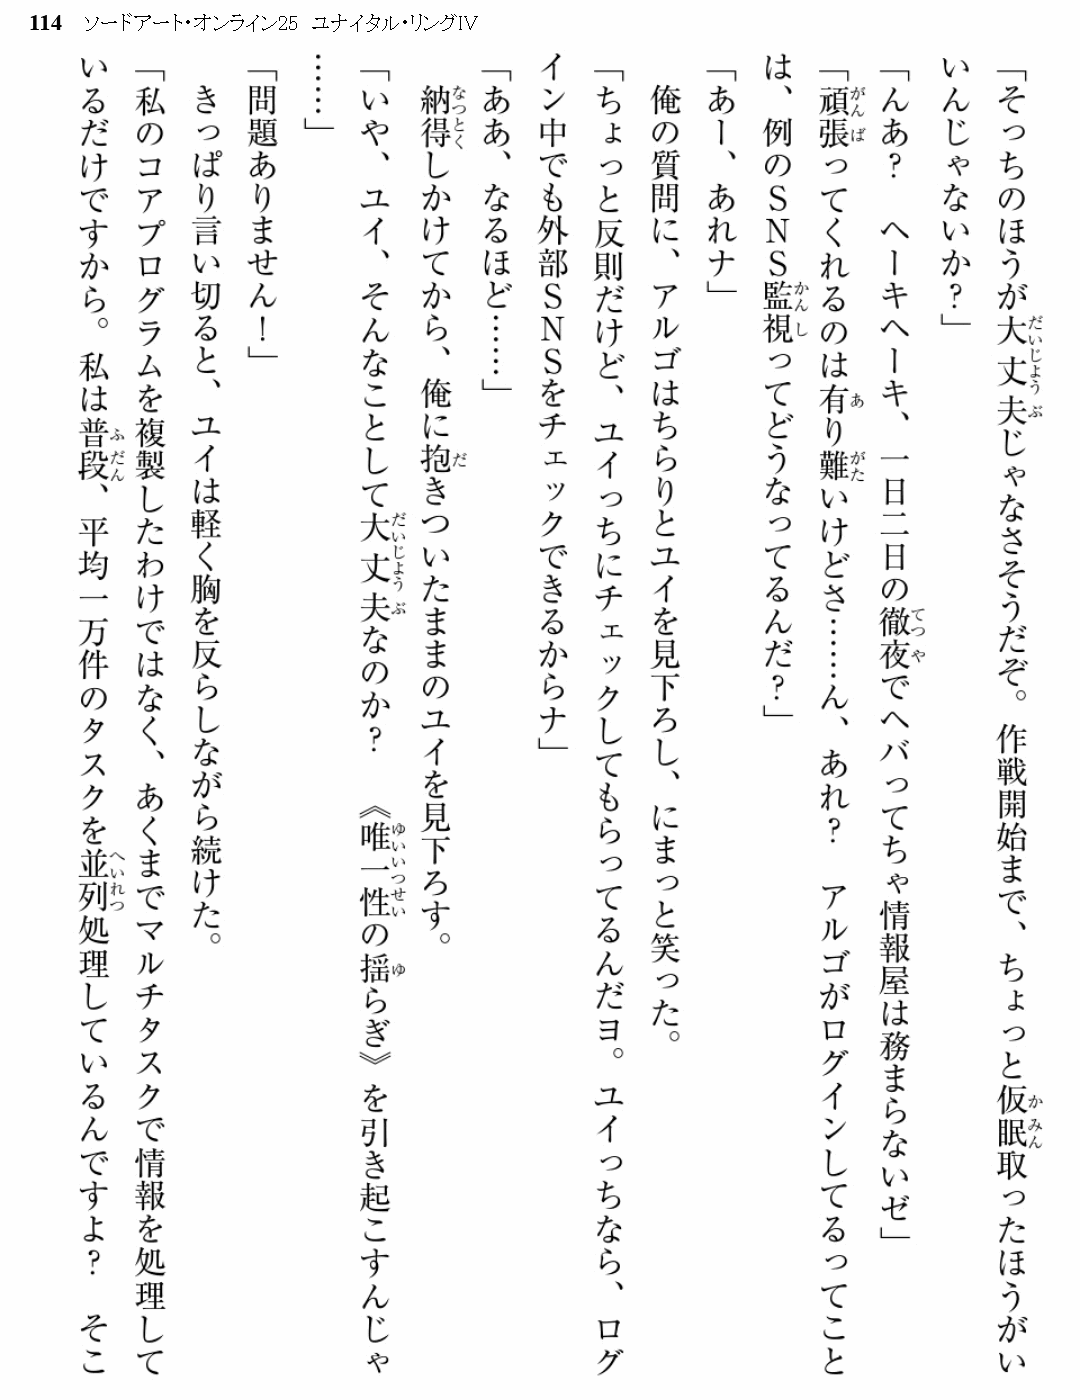 114 ソードアート・オンライン25 ユナイタル・リングⅣ
「そっちのほうが大丈夫じゃなさそうだぞ。作戦開始まで、ちょっと仮眠取ったほうがい
いんじゃないか？」
「んあ？　ヘーキヘーキ、一日二日の徹夜でヘバってちゃ情報屋は務まらないゼ」
「頑張ってくれるのは有り難いけどさ……ん、あれ？　アルゴがログインしてるってこと
は、例のＳＮＳ監視ってどうなってるんだ？」
「あー、あれナ」
　俺の質問に、アルゴはちらりとユイを見下ろし、にまっと笑った。
「ちょっと反則だけど、ユイっちにチェックしてもらってるんだヨ。ユイっちなら、ログ
イン中でも外部ＳＮＳをチェックできるからナ」
「ああ、なるほど……」
　納得しかけてから、俺に抱きついたままのユイを見下ろす。
「いや、ユイ、そんなことして大丈夫なのか？　《唯一性の揺らぎ》を引き起こすんじゃ
……」
「問題ありません！」
　きっぱり言い切ると、ユイは軽く胸を反らしながら続けた。
「私のコアプログラムを複製したわけではなく、あくまでマルチタスクで情報を処理して
いるだけですから。私は普段、平均一万件のタスクを並列処理しているんですよ？　そこ